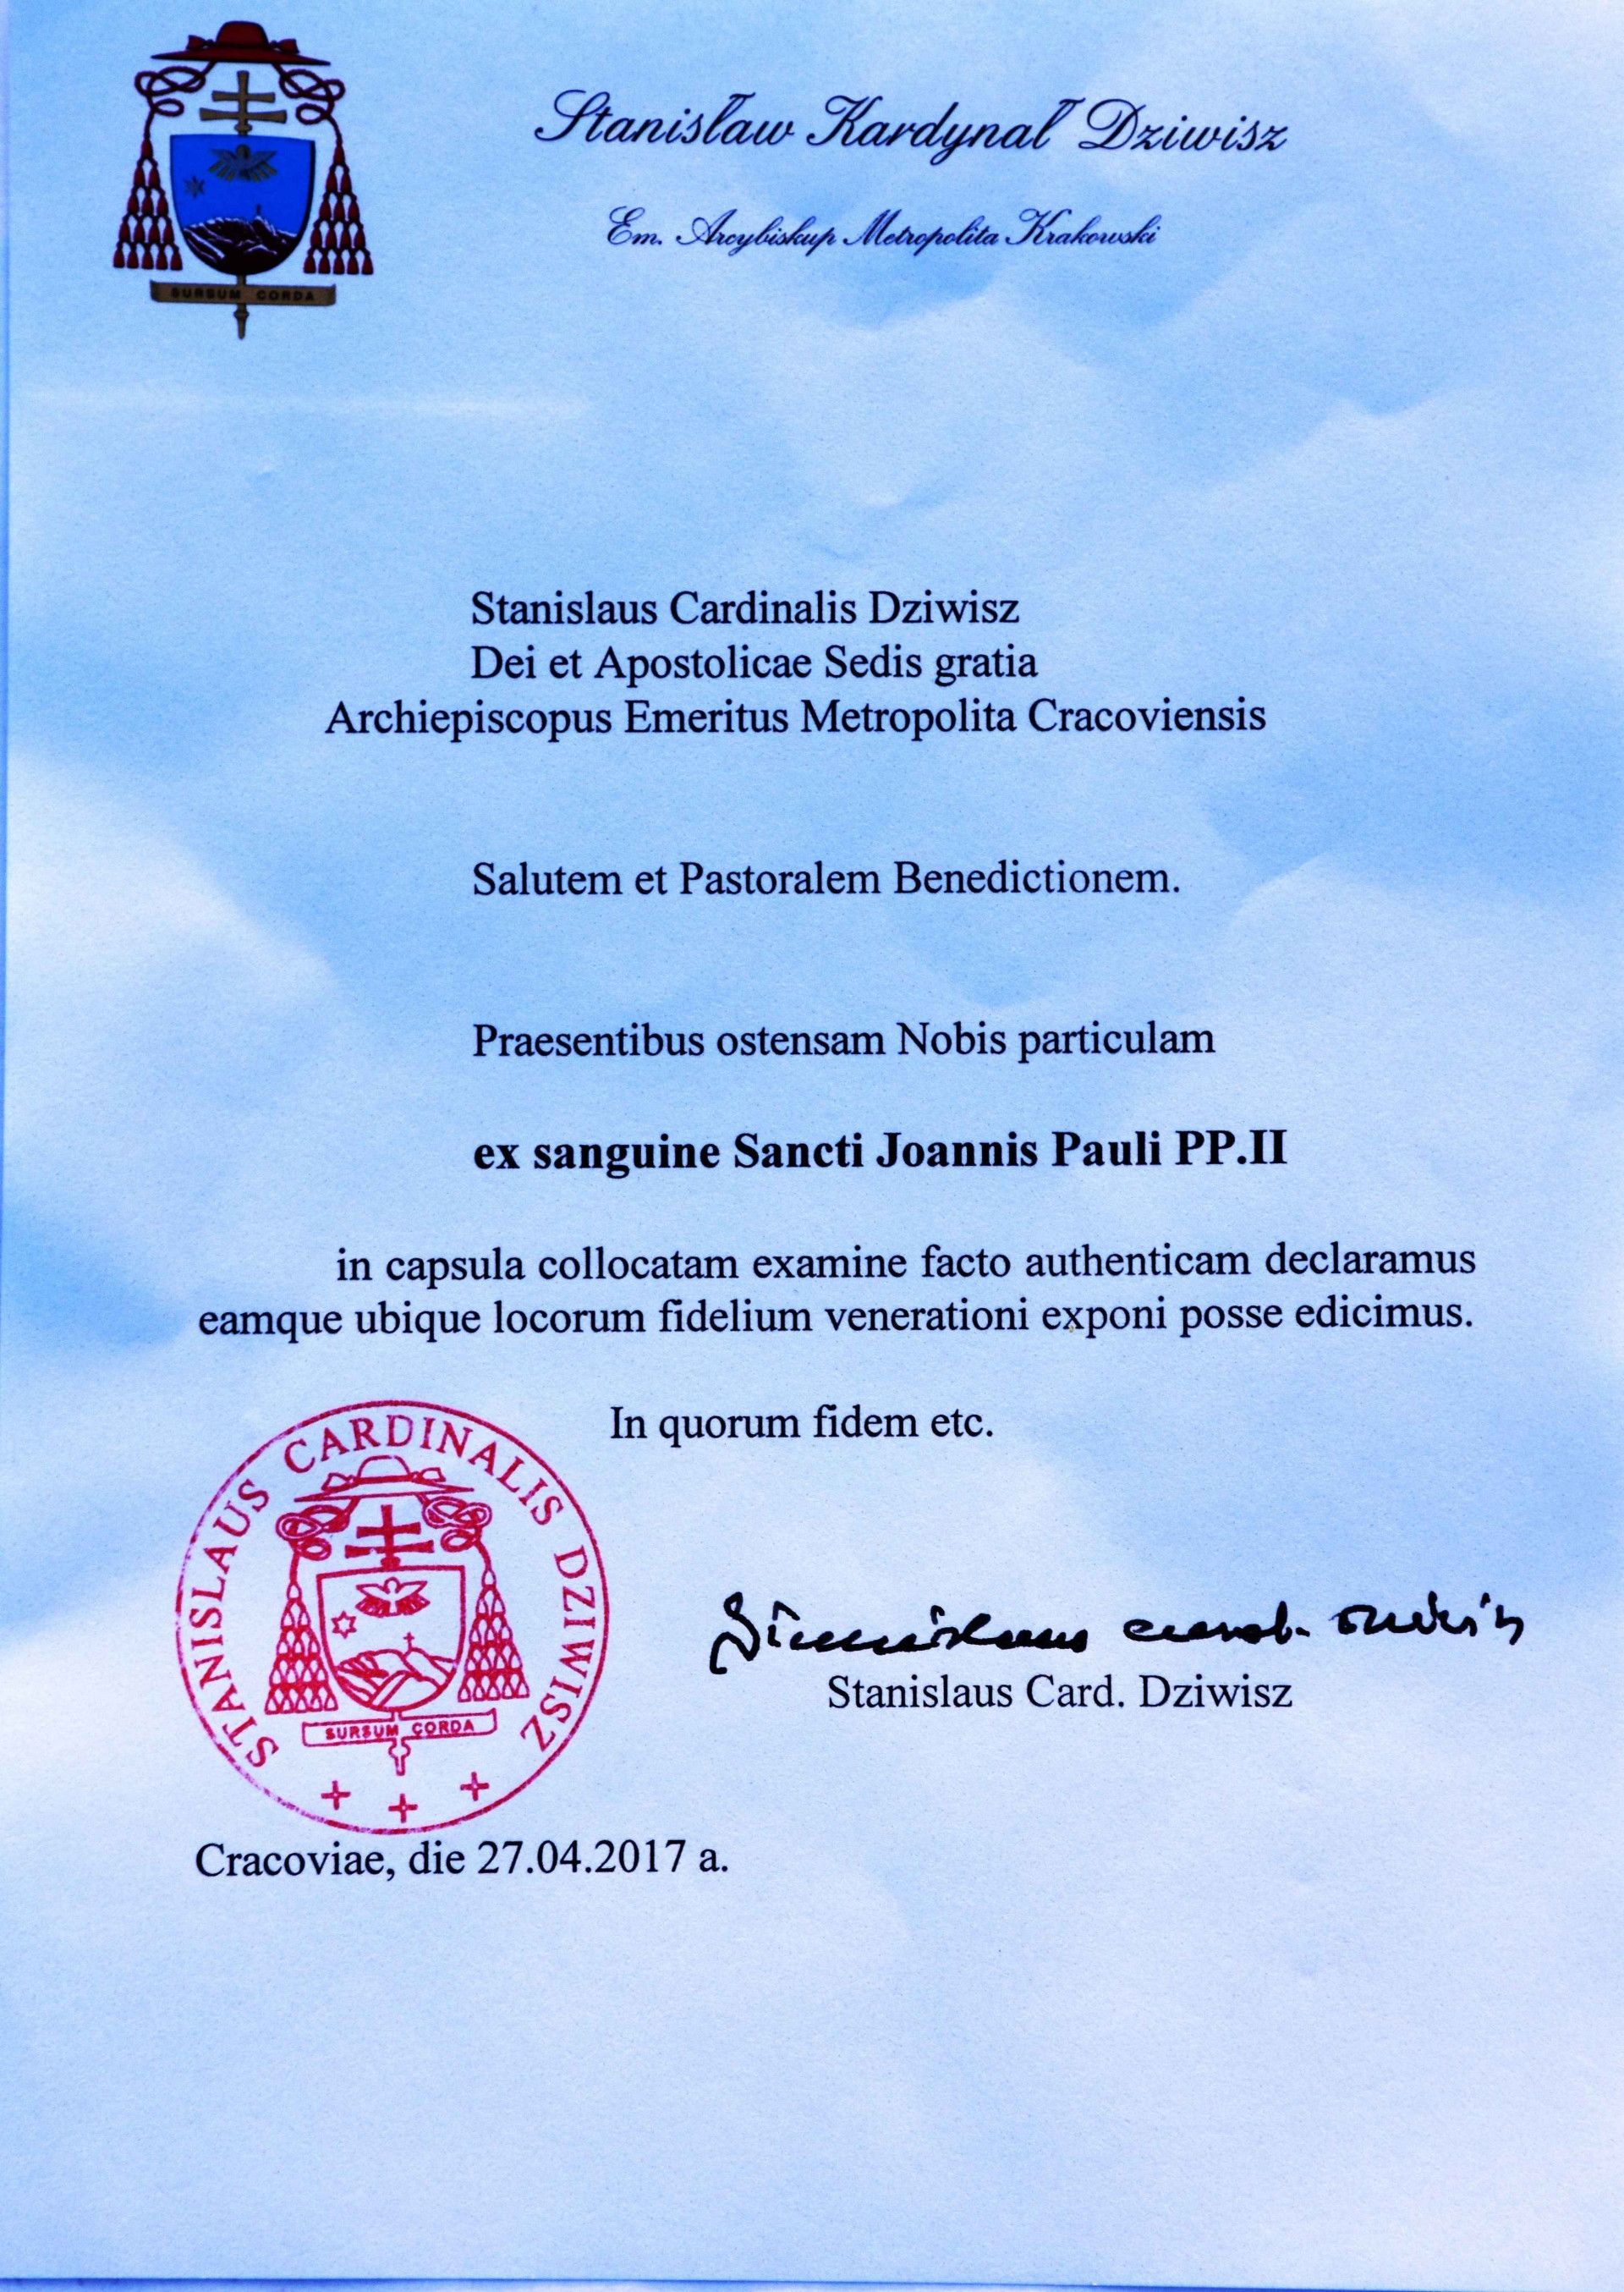 Stanisław Kardynał Dziwisz
Em. Arcybiskup Metropolita Krakowski
SURSUM CORDA
Stanislaus Cardinalis Dziwisz
Dei et Apostolicae Sedis gratia
Archiepiscopus Emeritus Metropolita Cracoviensis
Salutem et Pastoralem Benedictionem.
Praesentibus ostensam Nobis particulam
ex sanguine Sancti Joannis Pauli PP.II
in capsula collocatam examine facto authenticam declaramus
eamque ubique locorum fidelium venerationi exponi posse edicimus.
In quorum fidem etc.
STANISLAUS CARDINALIS DZIWISZ
SURSUM CORDA
Stanislaus Card. Dziwisz
Cracoviae, die 27.04.2017 a.